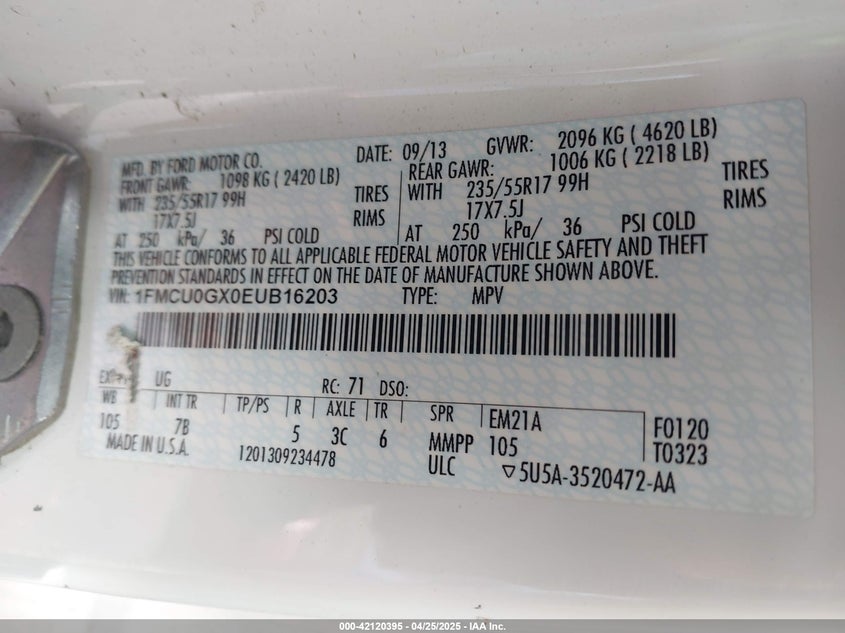 MFD. BY FORD MOTOR CO. DATE: 09/13 GVWR: 2096 KG ( 4620 LB)
FRONT GAWR: 1098 KG ( 2420 LB) REAR GAWR: 1006 KG ( 2218 LB)
WITH 235/55R17 99H TIRES WITH 235/55R17 99H TIRES
17X7.5J RIMS 17X7.5J RIMS
AT 250 kPa/ 36 PSI COLD AT 250 kPa/ 36 PSI COLD
THIS VEHICLE CONFORMS TO ALL APPLICABLE FEDERAL MOTOR VEHICLE SAFETY AND THEFT
PREVENTION STANDARDS IN EFFECT ON THE DATE OF MANUFACTURE SHOWN ABOVE.
VIN: 1FMCU0GX0EUB16203 TYPE: MPV
UG RC: 71 DSO:
WB INT TR TP/PS R AXLE TR SPR EM21A F0120
105 7B 5 3C 6 MMPP 105 T0323
MADE IN U.S.A. 1201309234478 ULC ▽5U5A-3520472-AA
000-42120395 - 04/25/2025 - IAA Inc.